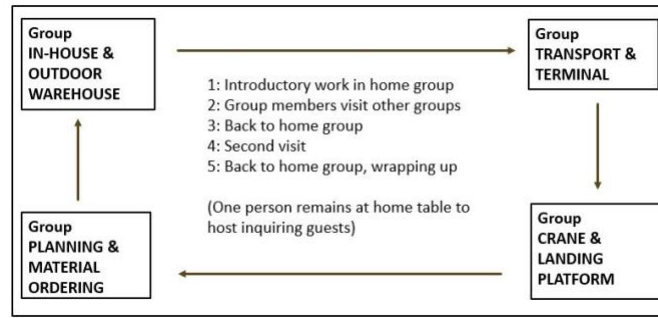 Group
IN-HOUSE &
OUTDOOR
WAREHOUSE
Group
TRANSPORT &
TERMINAL
1: Introductory work in home group
2: Group members visit other groups
3: Back to home group
4: Second visit
5: Back to home group, wrapping up
(One person remains at home table to
host inquiring guests)
Group
PLANNING &
MATERIAL
ORDERING
Group
CRANE &
LANDING
PLATFORM